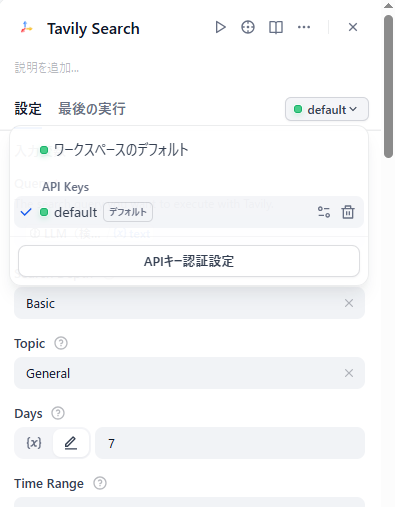 Tavily Search
説明を追加...
設定 最後の実行 default
ワークスペースのデフォルト
API Keys
default デフォルト
APIキー認証設定
Basic
Topic
General
Days
{x} 7
Time Range